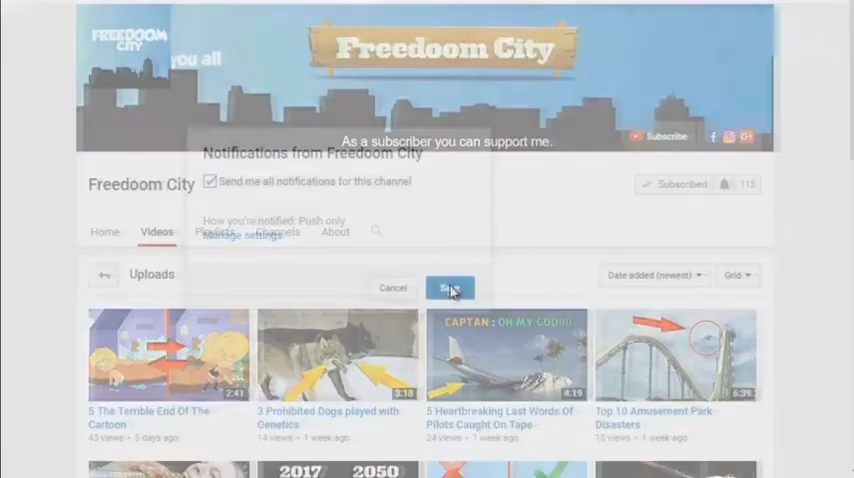 FREEDOOM
CITY
you all
Freedoom City
Subscribe
As a subscriber you can support me.
Notifications from Freedoom City
Send me all notifications for this channel
Freedoom City
Subscribed
113
How you're notified: Push only
Manage settings
Home
Videos
Playlists
Channels
About
Uploads
Date added (newest)
Grid
Cancel
2:41
CAPTAN : OH MY GOD!!!!
3:18
4:19
6:39
5 The Terrible End Of The
Cartoon
43 views • 5 days ago
3 Prohibited Dogs played with
Genetics
14 views • 1 week ago
5 Heartbreaking Last Words Of
Pilots Caught On Tape
24 views • 1 week ago
Top 10 Amusement Park
Disasters
10 views • 1 week ago
2017 2050